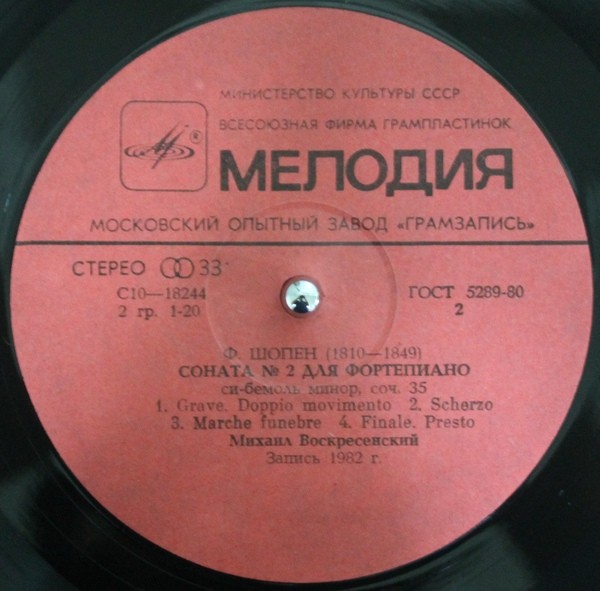 МИНИСТЕРСТВО КУЛЬТУРЫ СССР
ВСЕСОЮЗНАЯ ФИРМА ГРАМПЛАСТИНОК
®
МЕЛОДИЯ
МОСКОВСКИЙ ОПЫТНЫЙ ЗАВОД «ГРАМЗАПИСЬ»
СТЕРЕО 33
С10—18244 ГОСТ 5289-80
2 гр. 1-20 2
Ф. ШОПЕН (1810—1849)
СОНАТА № 2 ДЛЯ ФОРТЕПИАНО
си-бемоль минор, соч. 35
1. Grave. Doppio movimento 2. Scherzo
3. Marche funebre 4. Finale. Presto
Михаил Воскресенский
Запись 1982 г.